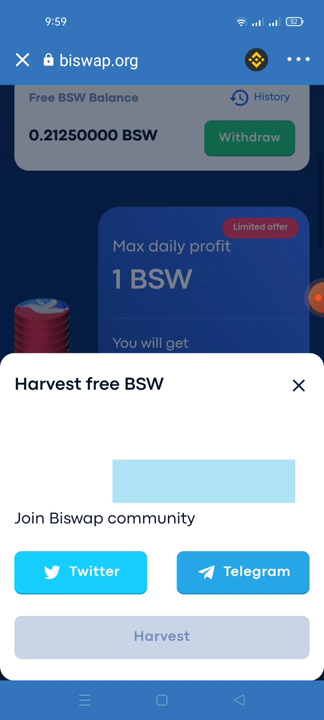 9:59
52
biswap.org
Free BSW Balance
History
0.21250000 BSW
Withdraw
Limited offer
Max daily profit
1 BSW
You will get
Harvest free BSW
Join Biswap community
Twitter
Telegram
Harvest